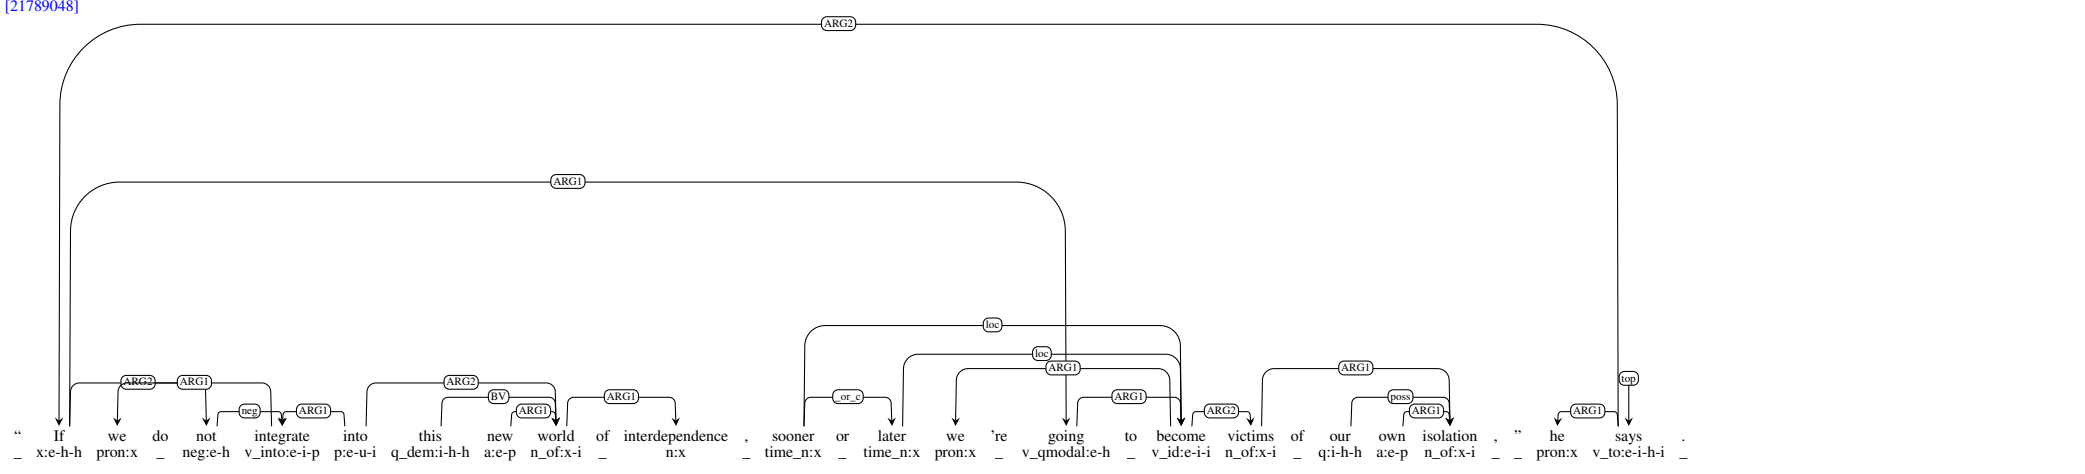 [21789048]
ARG2
ARG1
loc
loc
ARG1
ARG2 ARG1 ARG2 ARG1 top
BV ARG1 _or_c ARG1 poss
neg ARG1 ARG1 ARG2 ARG1 ARG1
“ If we do not integrate into this new world of interdependence , sooner or later we 're going to become victims of our own isolation , ” he says .
_ x:e-h-h pron:x _ neg:e-h v_into:e-i-p p:e-u-i q_dem:i-h-h a:e-p n_of:x-i _ n:x _ time_n:x _ time_n:x pron:x _ v_qmodal:e-h _ v_id:e-i-i n_of:x-i _ q:i-h-h a:e-p n_of:x-i _ _ pron:x v_to:e-i-h-i _